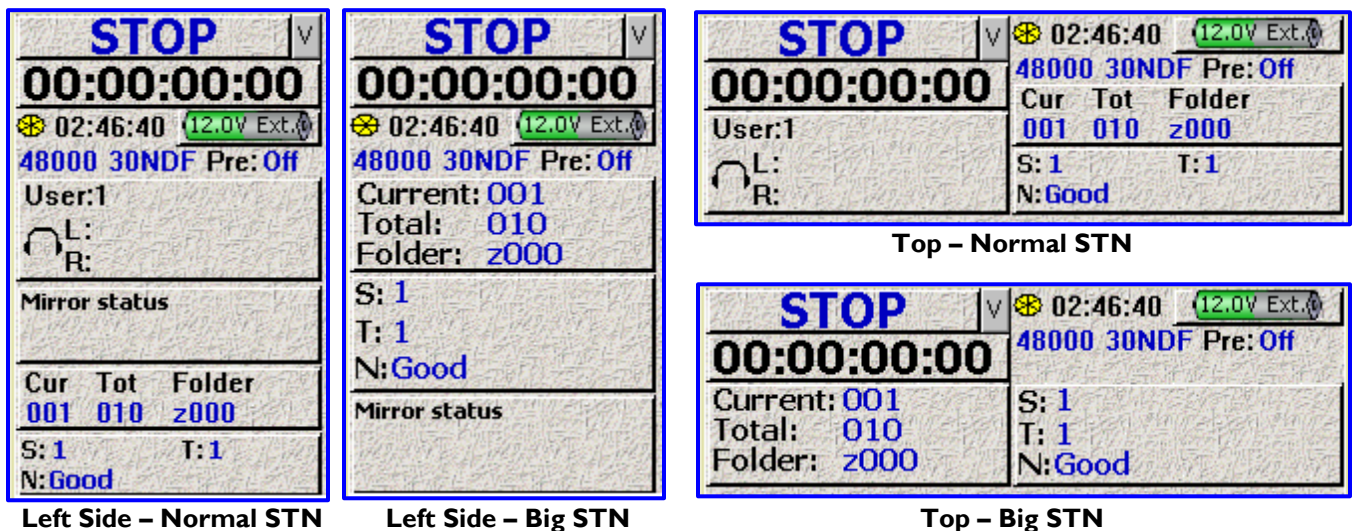 STOP V
00:00:00:00
02:46:40 12.0V Ext.
48000 30NDF Pre: Off
User:1
L:
R:
Mirror status
Cur Tot Folder
001 010 z000
S: 1 T: 1
N: Good
Left Side – Normal STN
STOP V
00:00:00:00
02:46:40 12.0V Ext.
48000 30NDF Pre: Off
Current: 001
Total: 010
Folder: z000
S: 1
T: 1
N: Good
Mirror status
Left Side – Big STN
STOP V
00:00:00:00
User:1
L:
R:
02:46:40 12.0V Ext.
48000 30NDF Pre: Off
Cur Tot Folder
001 010 z000
S: 1 T: 1
N: Good
Top – Normal STN
STOP V
00:00:00:00
Current: 001
Total: 010
Folder: z000
02:46:40 12.0V Ext.
48000 30NDF Pre: Off
S: 1
T: 1
N: Good
Top – Big STN